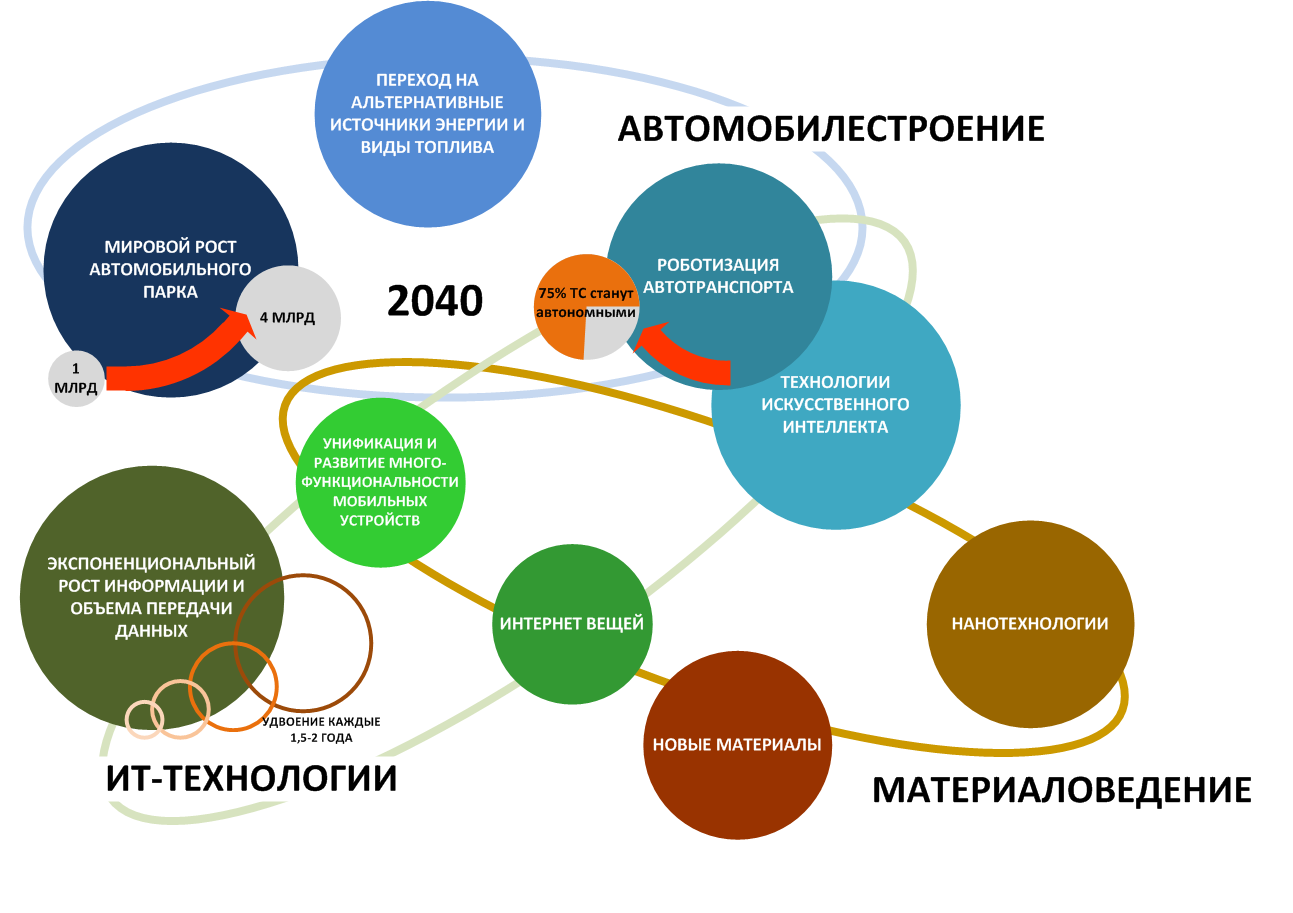 ПЕРЕХОД НА
АЛЬТЕРНАТИВНЫЕ
ИСТОЧНИКИ ЭНЕРГИИ И
ВИДЫ ТОПЛИВА
АВТОМОБИЛЕСТРОЕНИЕ
МИРОВОЙ РОСТ
АВТОМОБИЛЬНОГО
ПАРКА
4 МЛРД
1
МЛРД
2040
75% ТС станут
автономными
РОБОТИЗАЦИЯ
АВТОТРАНСПОРТА
ТЕХНОЛОГИИ
ИСКУССТВЕННОГО
ИНТЕЛЛЕКТА
УНИФИКАЦИЯ И
РАЗВИТИЕ МНОГО-
ФУНКЦИОНАЛЬНОСТИ
МОБИЛЬНЫХ
УСТРОЙСТВ
ЭКСПОНЕНЦИОНАЛЬНЫЙ
РОСТ ИНФОРМАЦИИ И
ОБЪЕМА ПЕРЕДАЧИ
ДАННЫХ
УДВОЕНИЕ КАЖДЫЕ
1,5-2 ГОДА
ИНТЕРНЕТ ВЕЩЕЙ
НАНОТЕХНОЛОГИИ
НОВЫЕ МАТЕРИАЛЫ
ИТ-ТЕХНОЛОГИИ
МАТЕРИАЛОВЕДЕНИЕ